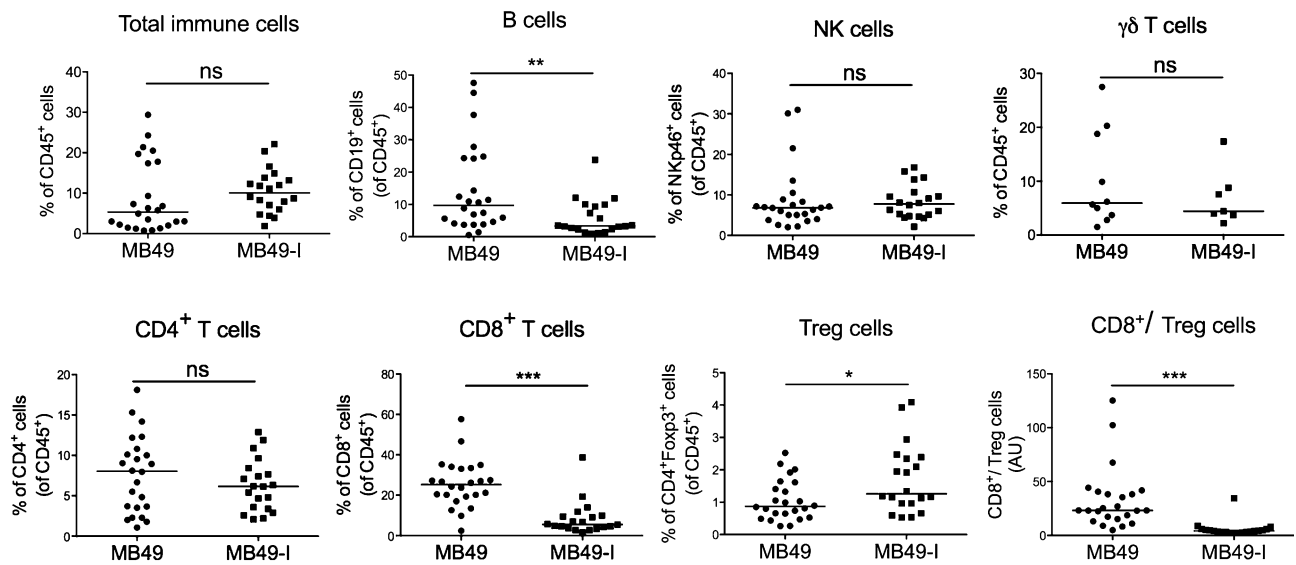 Total immune cells
ns
% of CD45+ cells
40
30
20
10
0
MB49 MB49-I
B cells
**
% of CD19+ cells
(of CD45+)
50
40
30
20
10
0
MB49 MB49-I
NK cells
ns
% of NKp46+ cells
(of CD45+)
40
30
20
10
0
MB49 MB49-I
γδ T cells
ns
% of CD45+ cells
30
20
10
0
MB49 MB49-I
CD4+ T cells
ns
% of CD4+ cells
(of CD45+)
20
15
10
5
0
MB49 MB49-I
CD8+ T cells
***
% of CD8+ cells
(of CD45+)
80
60
40
20
0
MB49 MB49-I
Treg cells
*
% of CD4+Foxp3+ cells
(of CD45+)
5
4
3
2
1
0
MB49 MB49-I
CD8+/ Treg cells
***
CD8+/ Treg cells
(AU)
150
100
50
0
MB49 MB49-I